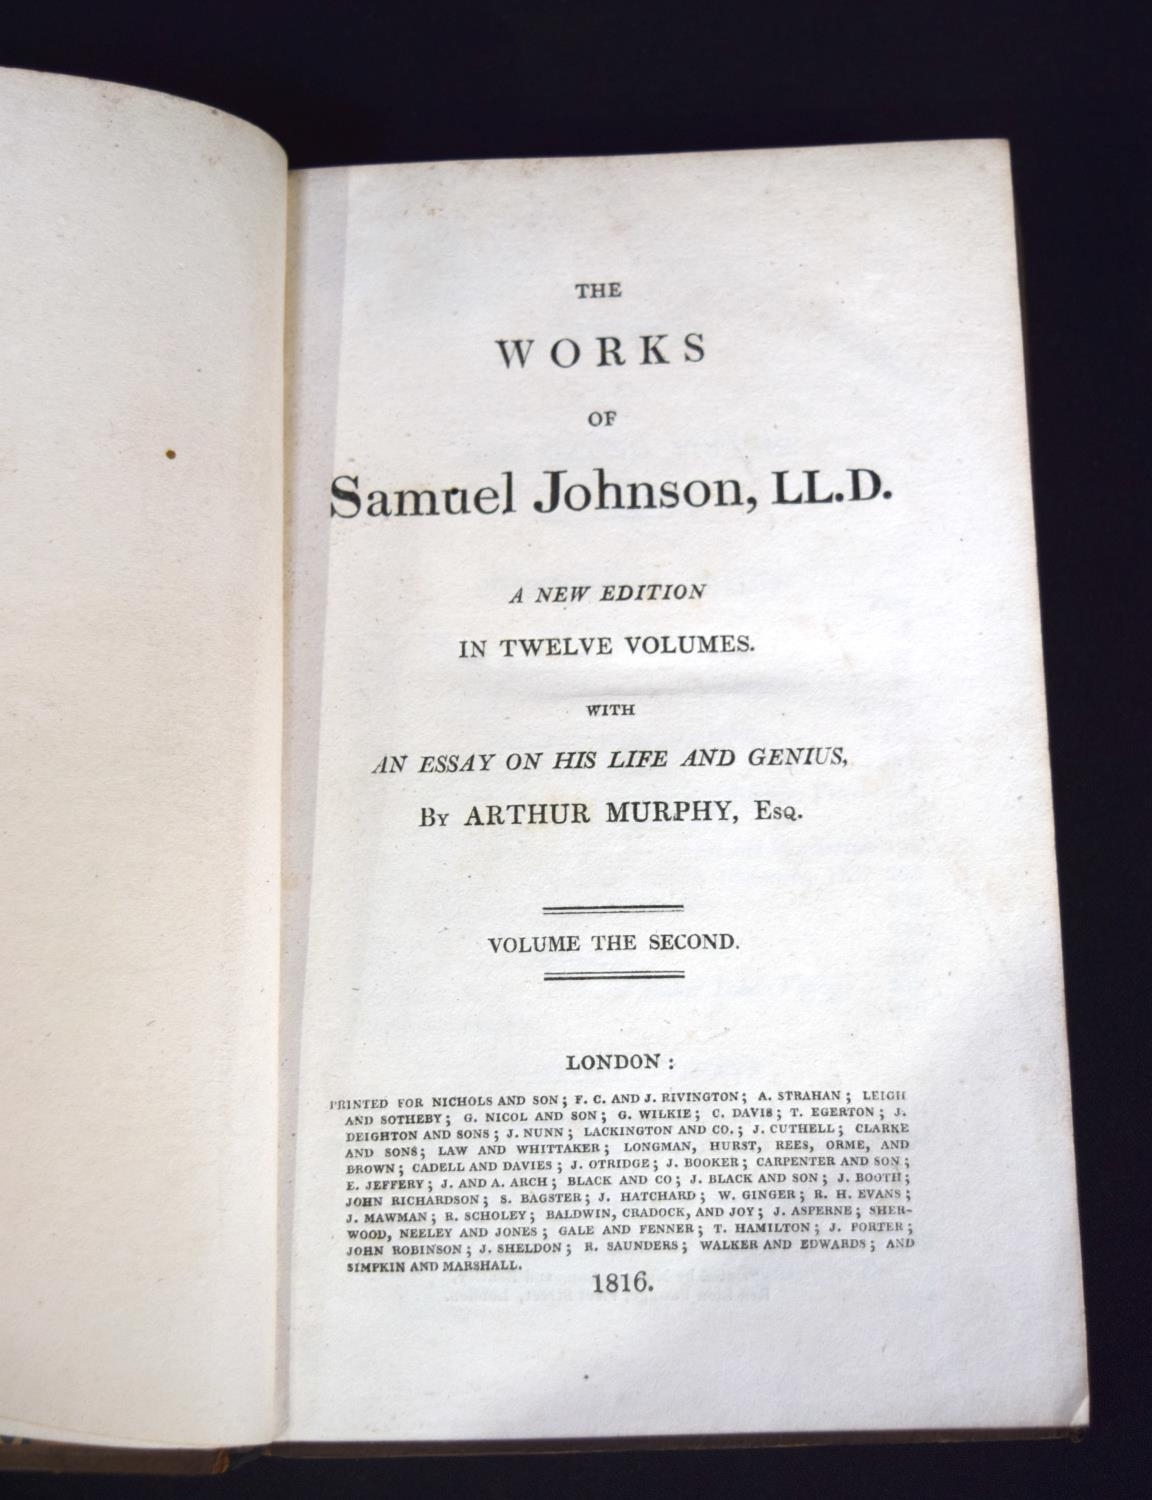 THE
WORKS
OF
Samuel Johnson, LL.D.
A NEW EDITION
IN TWELVE VOLUMES.
WITH
AN ESSAY ON HIS LIFE AND GENIUS,
By ARTHUR MURPHY, Esq.
VOLUME THE SECOND.
LONDON:
PRINTED FOR NICHOLS AND SON; F. C. AND J. RIVINGTON; A. STRAHAN; LEIGH
AND SOTHEBY; G. NICOL AND SON; G. WILKIE; C. DAVIS; T. EGERTON; J.
DEIGHTON AND SONS; J. NUNN; LACKINGTON AND CO.; J. CUTHELL; CLARKE
AND SONS; LAW AND WHITTAKER; LONGMAN, HURST, REES, ORME, AND
BROWN; CADELL AND DAVIES; J. OTRIDGE; J. BOOKER; CARPENTER AND SON;
E. JEFFERY; J. AND A. ARCH; BLACK AND CO; J. BLACK AND SON; J. BOOTH;
JOHN RICHARDSON; S. BAGSTER; J. HATCHARD; W. GINGER; R. H. EVANS;
J. MAWMAN; R. SCHOLEY; BALDWIN, CRADOCK, AND JOY; J. ASPERNE; SHER-
WOOD, NEELEY AND JONES; GALE AND FENNER; T. HAMILTON; J. PORTER;
JOHN ROBINSON; J. SHELDON; R. SAUNDERS; WALKER AND EDWARDS; AND
SIMPKIN AND MARSHALL.
1816.